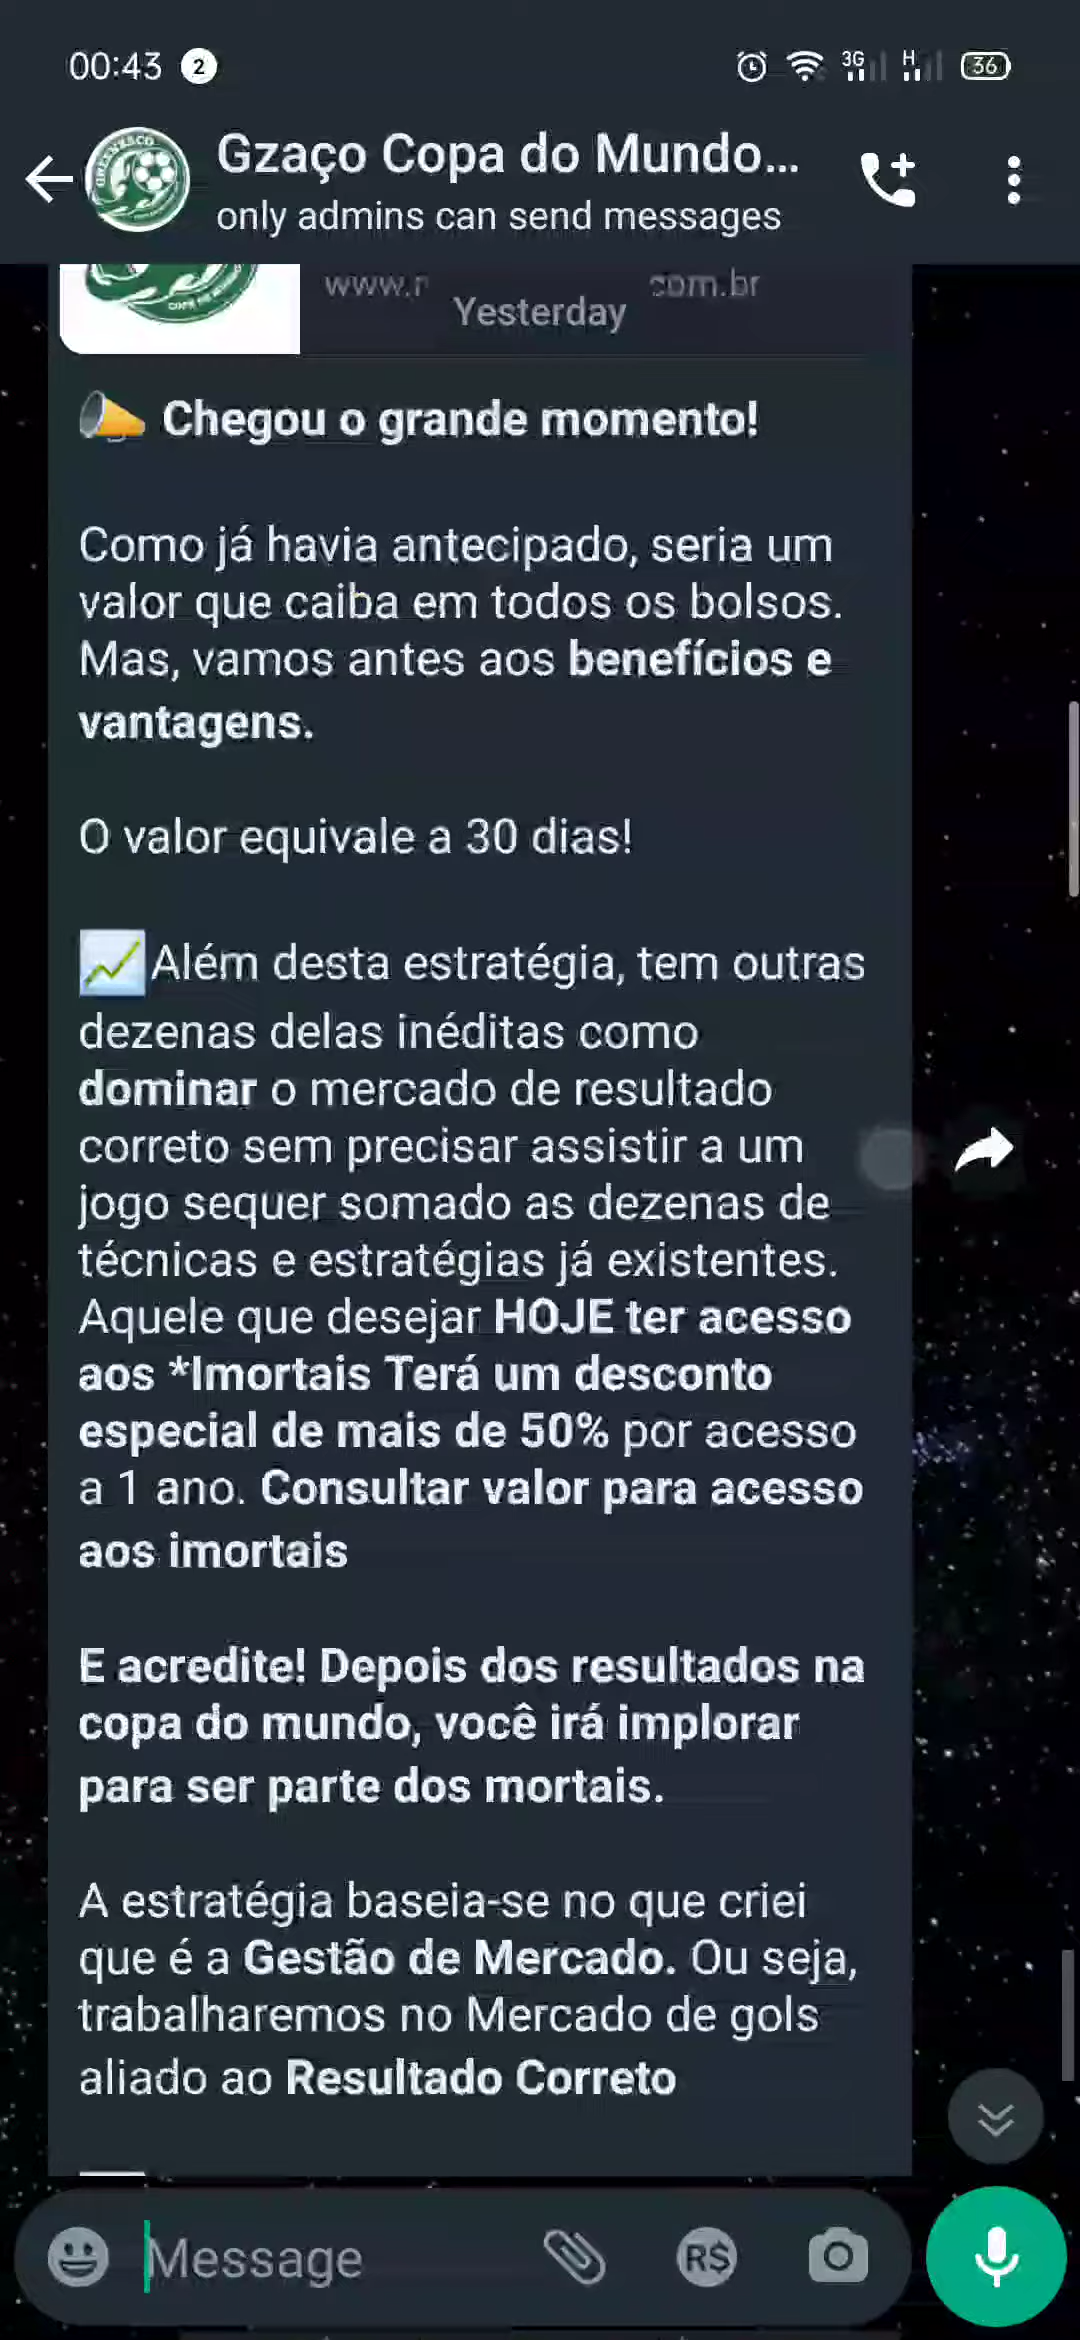 00:43 2
3G H 36
Gzaço Copa do Mundo...
only admins can send messages
com.br
Yesterday
Chegou o grande momento!
Como já havia antecipado, seria um
valor que caiba em todos os bolsos.
Mas, vamos antes aos benefícios e
vantagens.
O valor equivale a 30 dias!
Além desta estratégia, tem outras
dezenas delas inéditas como
dominar o mercado de resultado
correto sem precisar assistir a um
jogo sequer somado as dezenas de
técnicas e estratégias já existentes.
Aquele que desejar HOJE ter acesso
aos *Imortais Terá um desconto
especial de mais de 50% por acesso
a 1 ano. Consultar valor para acesso
aos imortais
E acredite! Depois dos resultados na
copa do mundo, você irá implorar
para ser parte dos mortais.
A estratégia baseia-se no que criei
que é a Gestão de Mercado. Ou seja,
trabalharemos no Mercado de gols
aliado ao Resultado Correto
Message R$